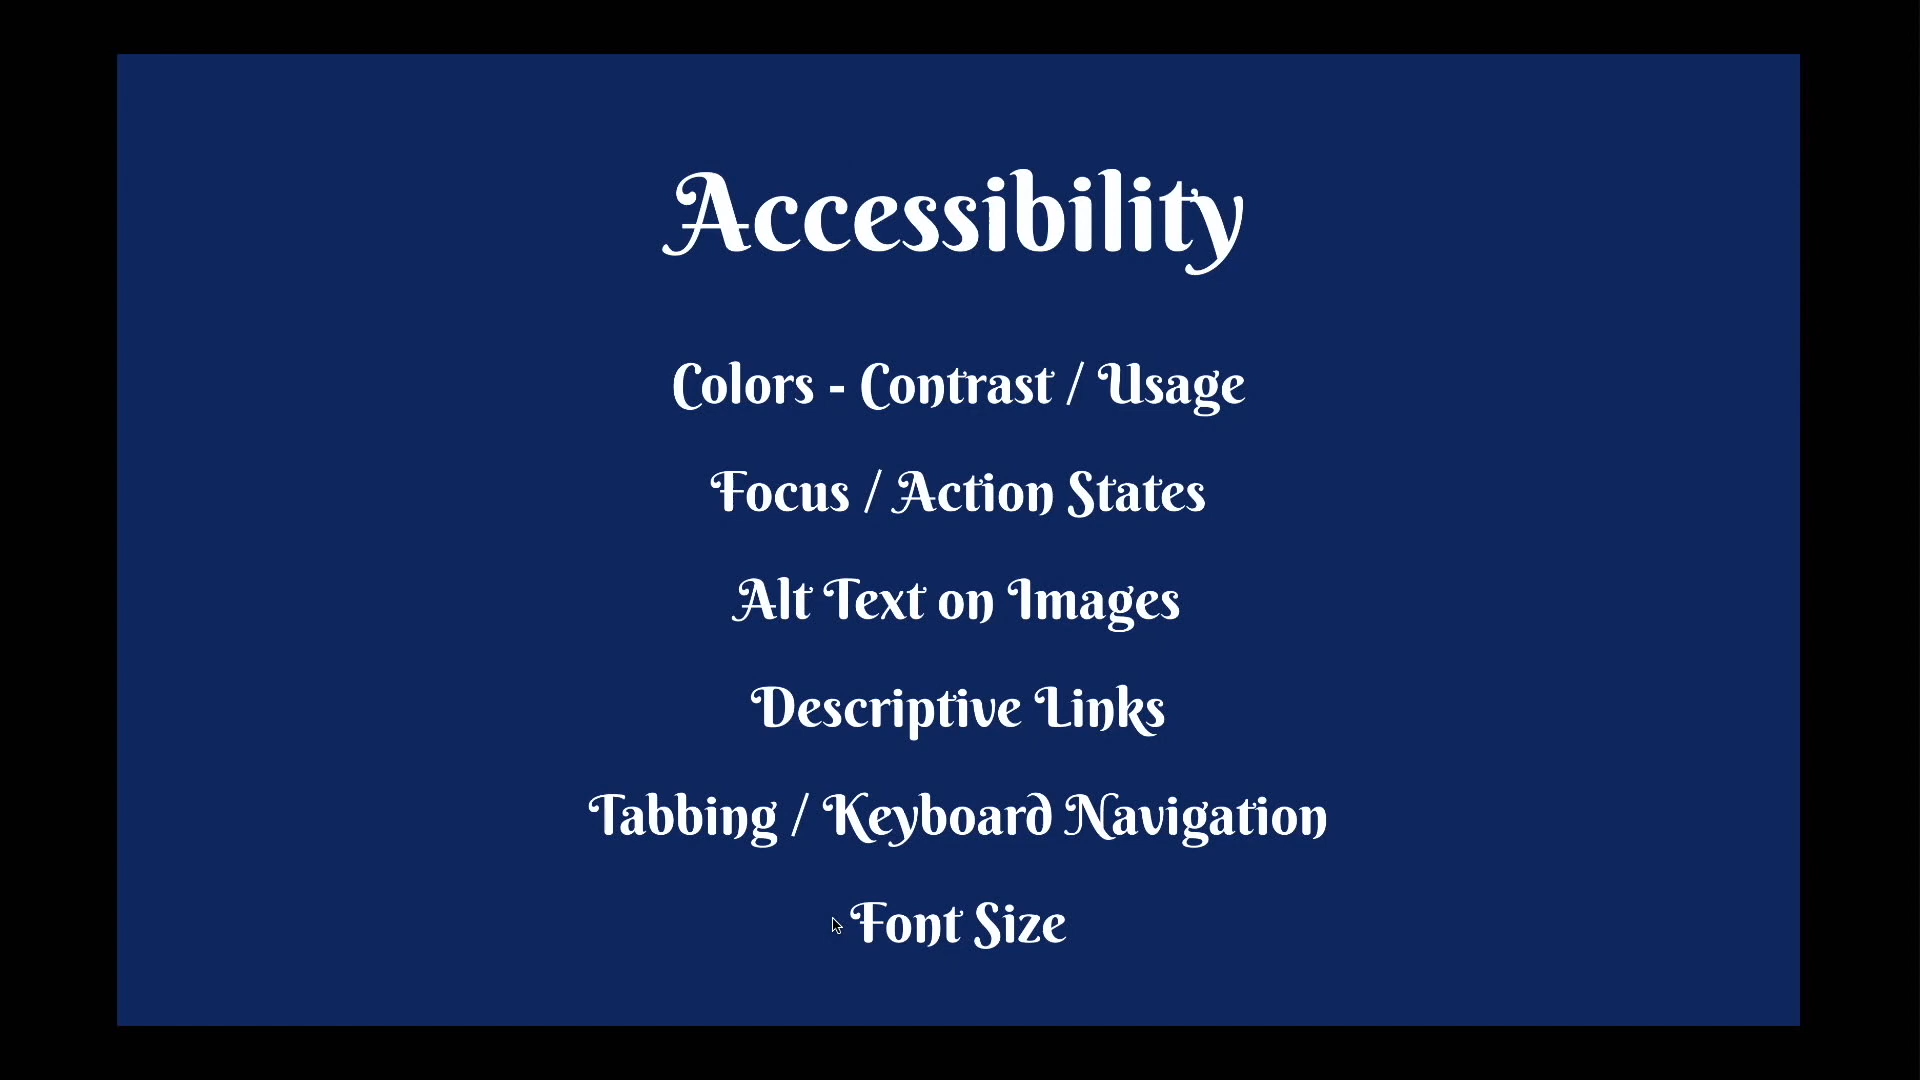 Accessibility
Colors - Contrast / Usage
Focus / Action States
Alt Text on Images
Descriptive Links
Tabbing / Keyboard Navigation
Font Size